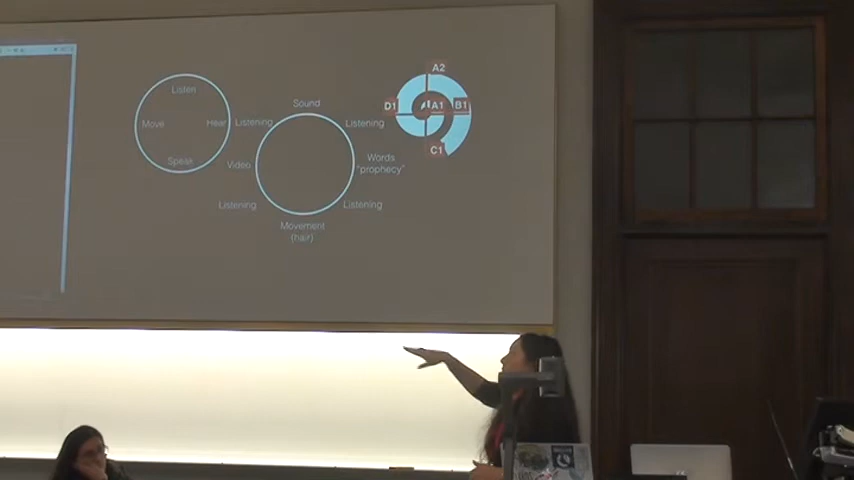 Listen
Move
Hear
Speak
Sound
Listening
Listening
Video
Words
"prophecy"
Listening
Listening
Movement
(hair)
A2
D1
A1
B1
C1